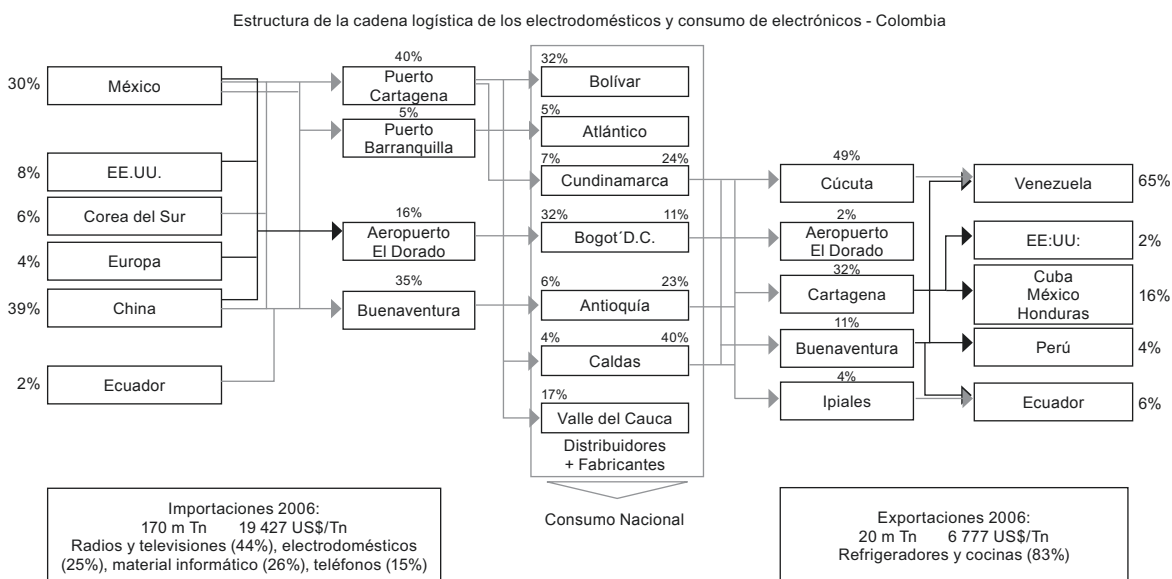 Estructura de la cadena logística de los electrodomésticos y consumo de electrónicos - Colombia
30%
México
8%
EE.UU.
6%
Corea del Sur
4%
Europa
39%
China
2%
Ecuador
40%
Puerto
Cartagena
5%
Puerto
Barranquilla
16%
Aeropuerto
El Dorado
35%
Buenaventura
32%
Bolívar
5%
Atlántico
7% 24%
Cundinamarca
32% 11%
Bogot´D.C.
6% 23%
Antioquía
4% 40%
Caldas
17%
Valle del Cauca
Distribuidores
+ Fabricantes
Consumo Nacional
49%
Cúcuta
2%
Aeropuerto
El Dorado
32%
Cartagena
11%
Buenaventura
4%
Ipiales
Venezuela
65%
EE:UU:
2%
Cuba
México
Honduras
16%
Perú
4%
Ecuador
6%
Importaciones 2006:
170 m Tn 19 427 US$/Tn
Radios y televisiones (44%), electrodomésticos
(25%), material informático (26%), teléfonos (15%)
Exportaciones 2006:
20 m Tn 6 777 US$/Tn
Refrigeradores y cocinas (83%)